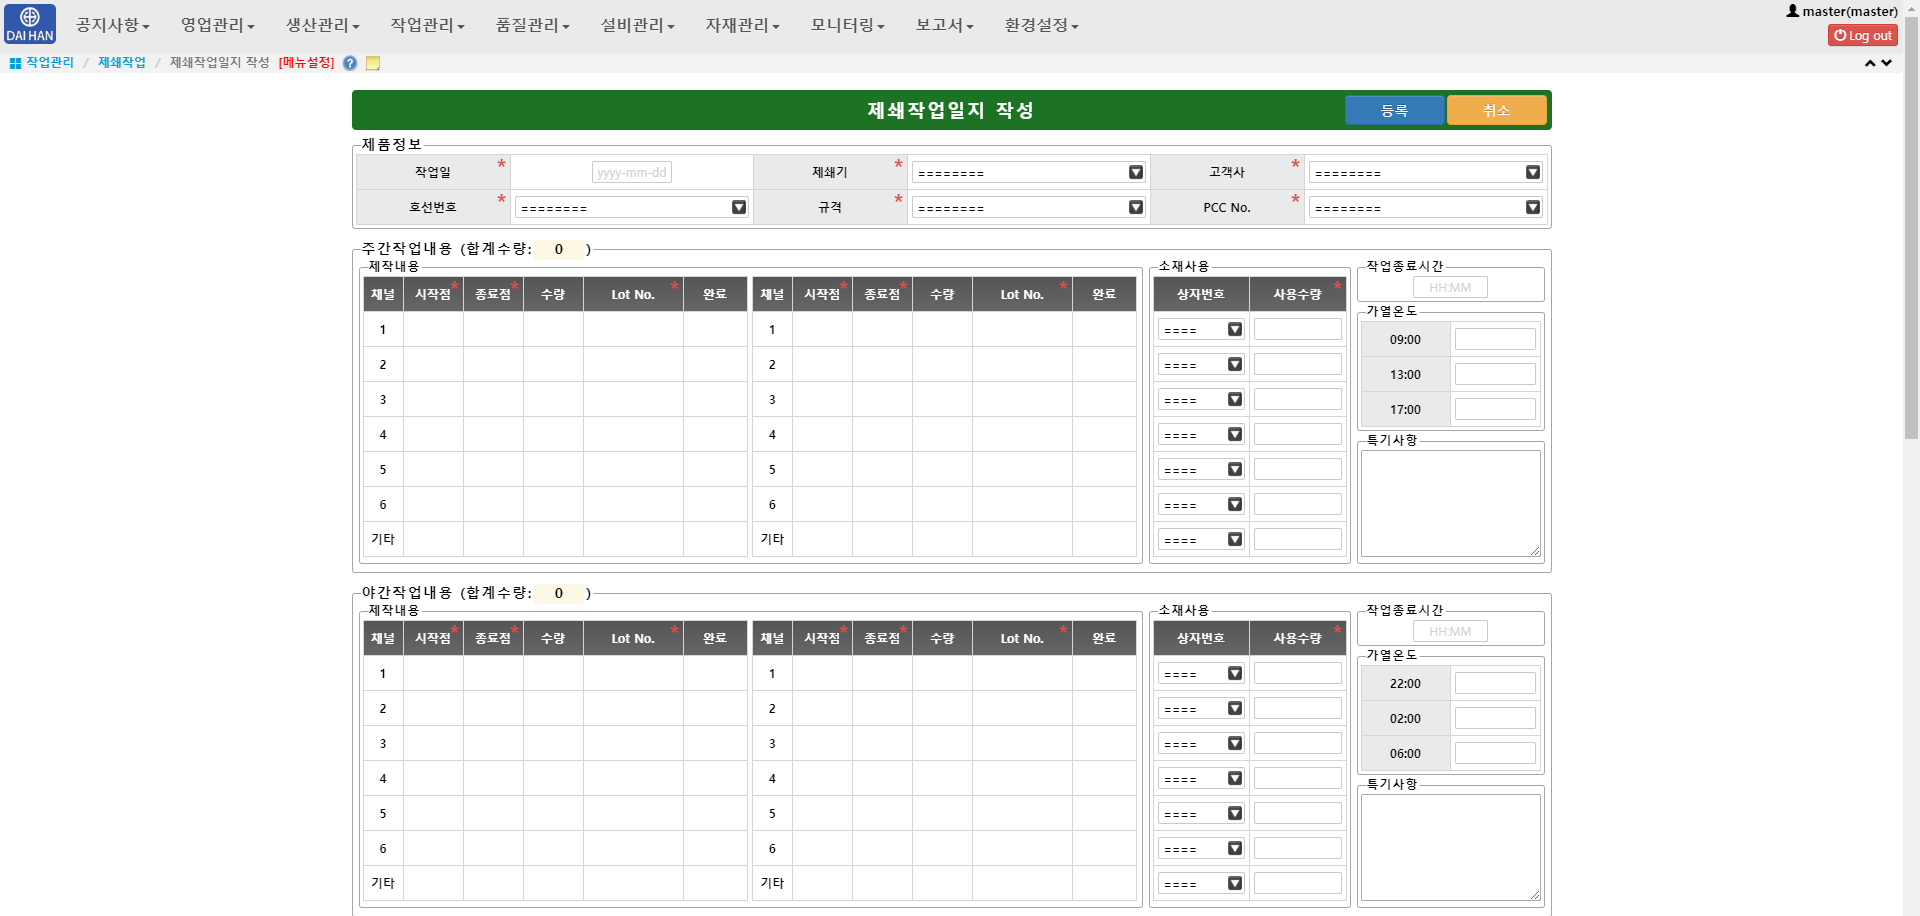 DAI HAN 공지사항 영업관리 생산관리 작업관리 품질관리 설비관리 자재관리 모니터링 보고서 환경설정 master(master)
Log out
작업관리 / 제쇄작업 / 제쇄작업일지 작성 [메뉴설정] ?
제쇄작업일지 작성 등록 취소
제품정보
작업일 * yyyy-mm-dd 제쇄기 * ======== 고객사 * ========
호선번호 * ======== 규격 * ======== PCC No. * ========
주간작업내용 (합계수량: 0 )
제작내용 소재사용 작업종료시간
채널 시작점* 종료점* 수량 Lot No. * 완료 채널 시작점* 종료점* 수량 Lot No. * 완료 상자번호 사용수량 * HH:MM
가열온도
1 1 ==== 09:00
2 2 ==== 13:00
3 3 ==== 17:00
특기사항
4 4 ====
5 5 ====
6 6 ====
기타 기타 ====
야간작업내용 (합계수량: 0 )
제작내용 소재사용 작업종료시간
채널 시작점* 종료점* 수량 Lot No. * 완료 채널 시작점* 종료점* 수량 Lot No. * 완료 상자번호 사용수량 * HH:MM
가열온도
1 1 ==== 22:00
2 2 ==== 02:00
3 3 ==== 06:00
특기사항
4 4 ====
5 5 ====
6 6 ====
기타 기타 ====